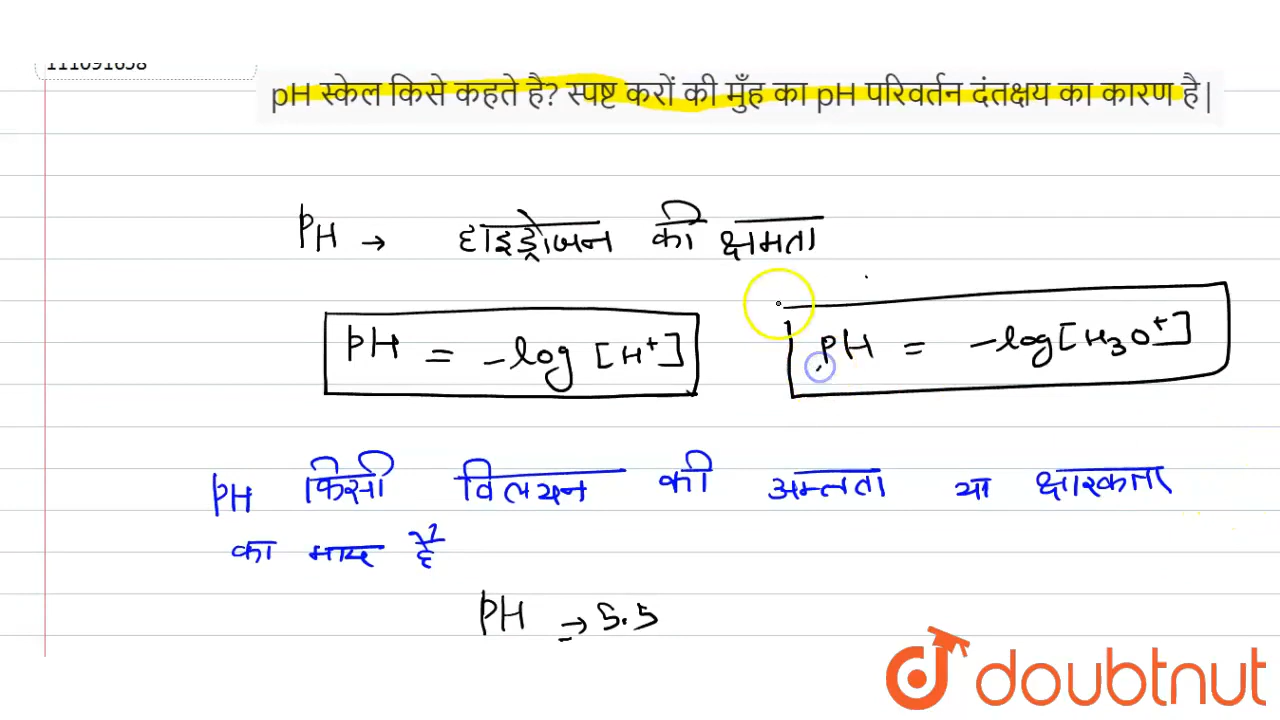 pH स्केल किसे कहते है? स्पष्ट करों की मुँह का pH परिवर्तन दंतक्षय का कारण है|
PH → हाइड्रोजन की क्षमता
PH = -log [H+] PH = -log[H3O+]
PH किसी विलयन की अम्लता या क्षारकता
का माप है
PH → 5.5
doubtnut